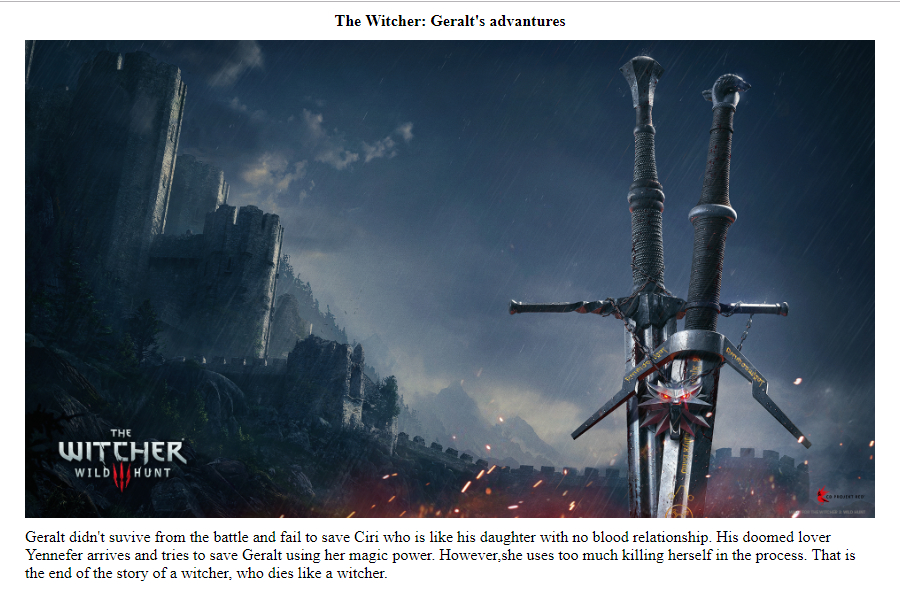 The Witcher: Geralt's advantures
THE
WITCHER
WILD HUNT
CD PROJEKT RED
Geralt didn't suvive from the battle and fail to save Ciri who is like his daughter with no blood relationship. His doomed lover
Yennefer arrives and tries to save Geralt using her magic power. However,she uses too much killing herself in the process. That is
the end of the story of a witcher, who dies like a witcher.